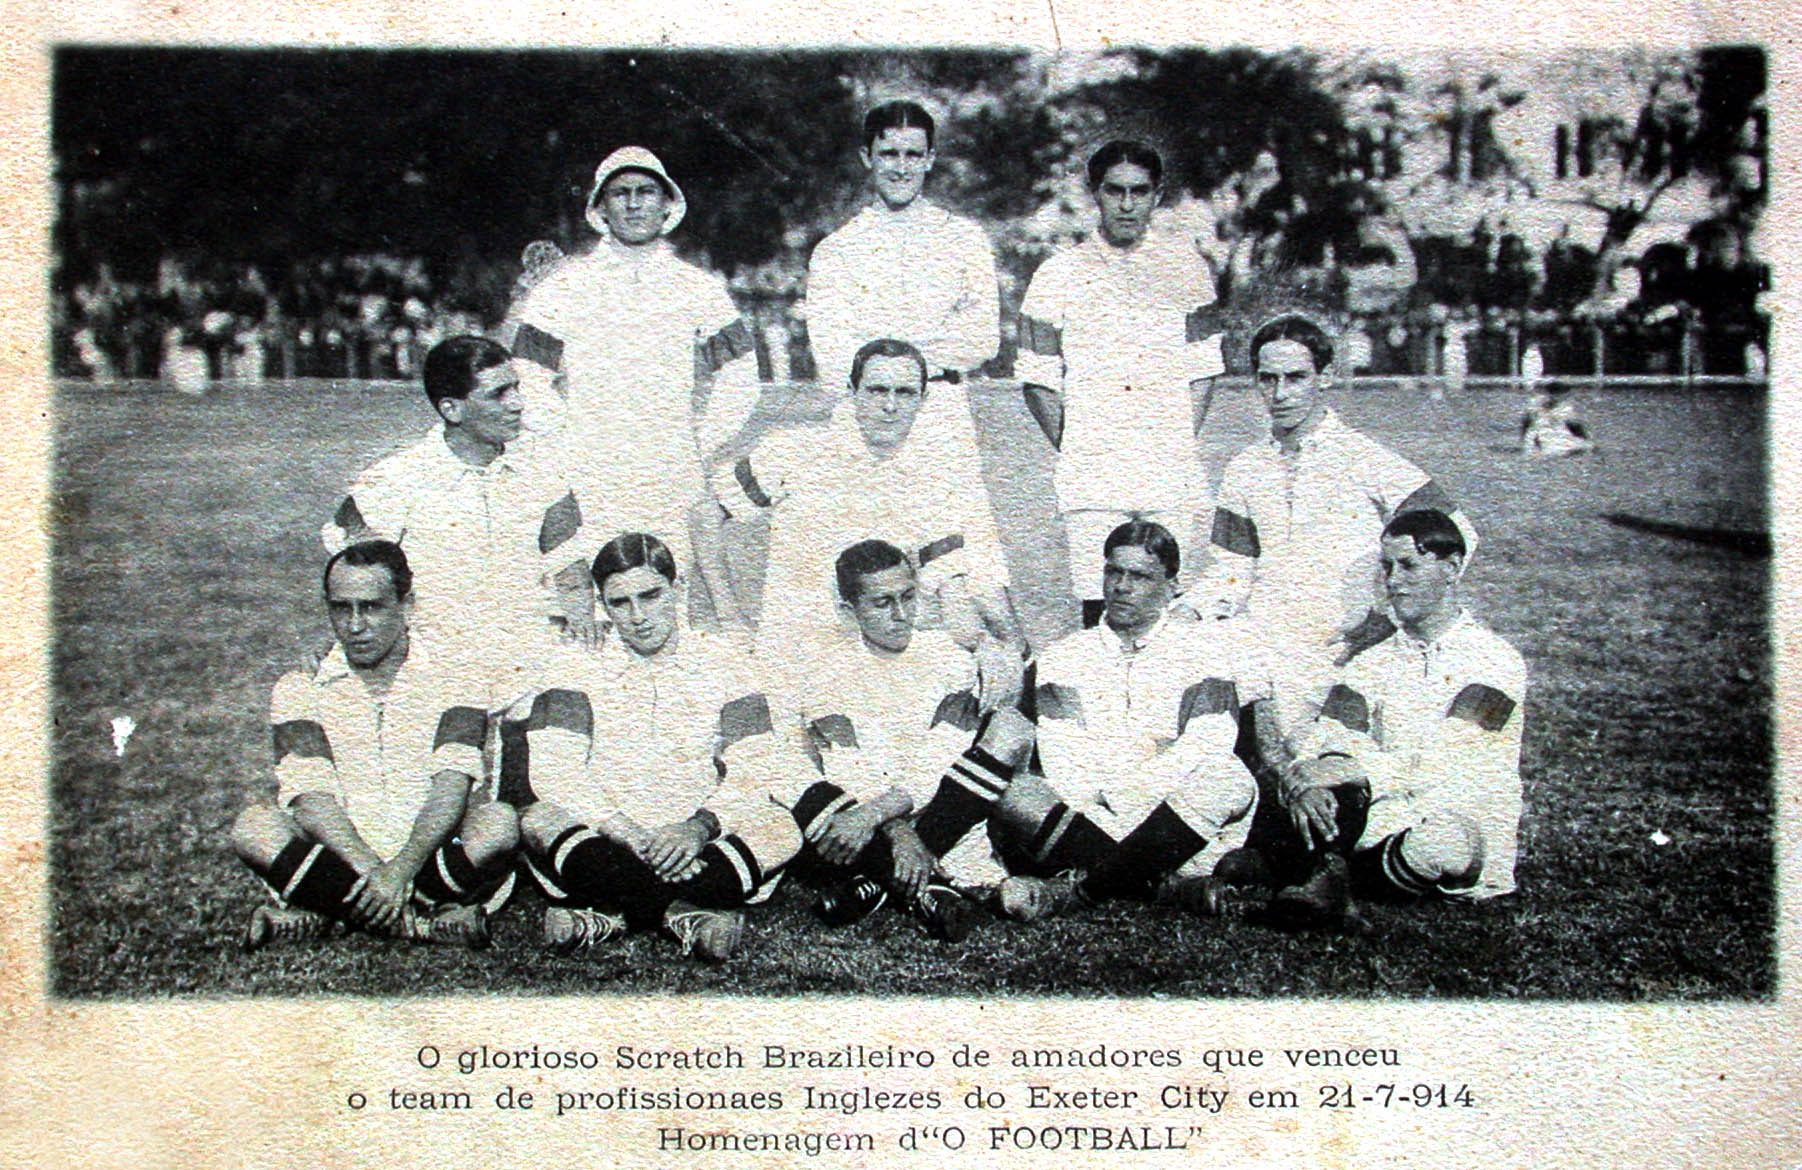 O glorioso Scratch Brazileiro de amadores que venceu
o team de profissionaes Inglezes do Exeter City em 21-7-914
Homenagem d“O FOOTBALL”